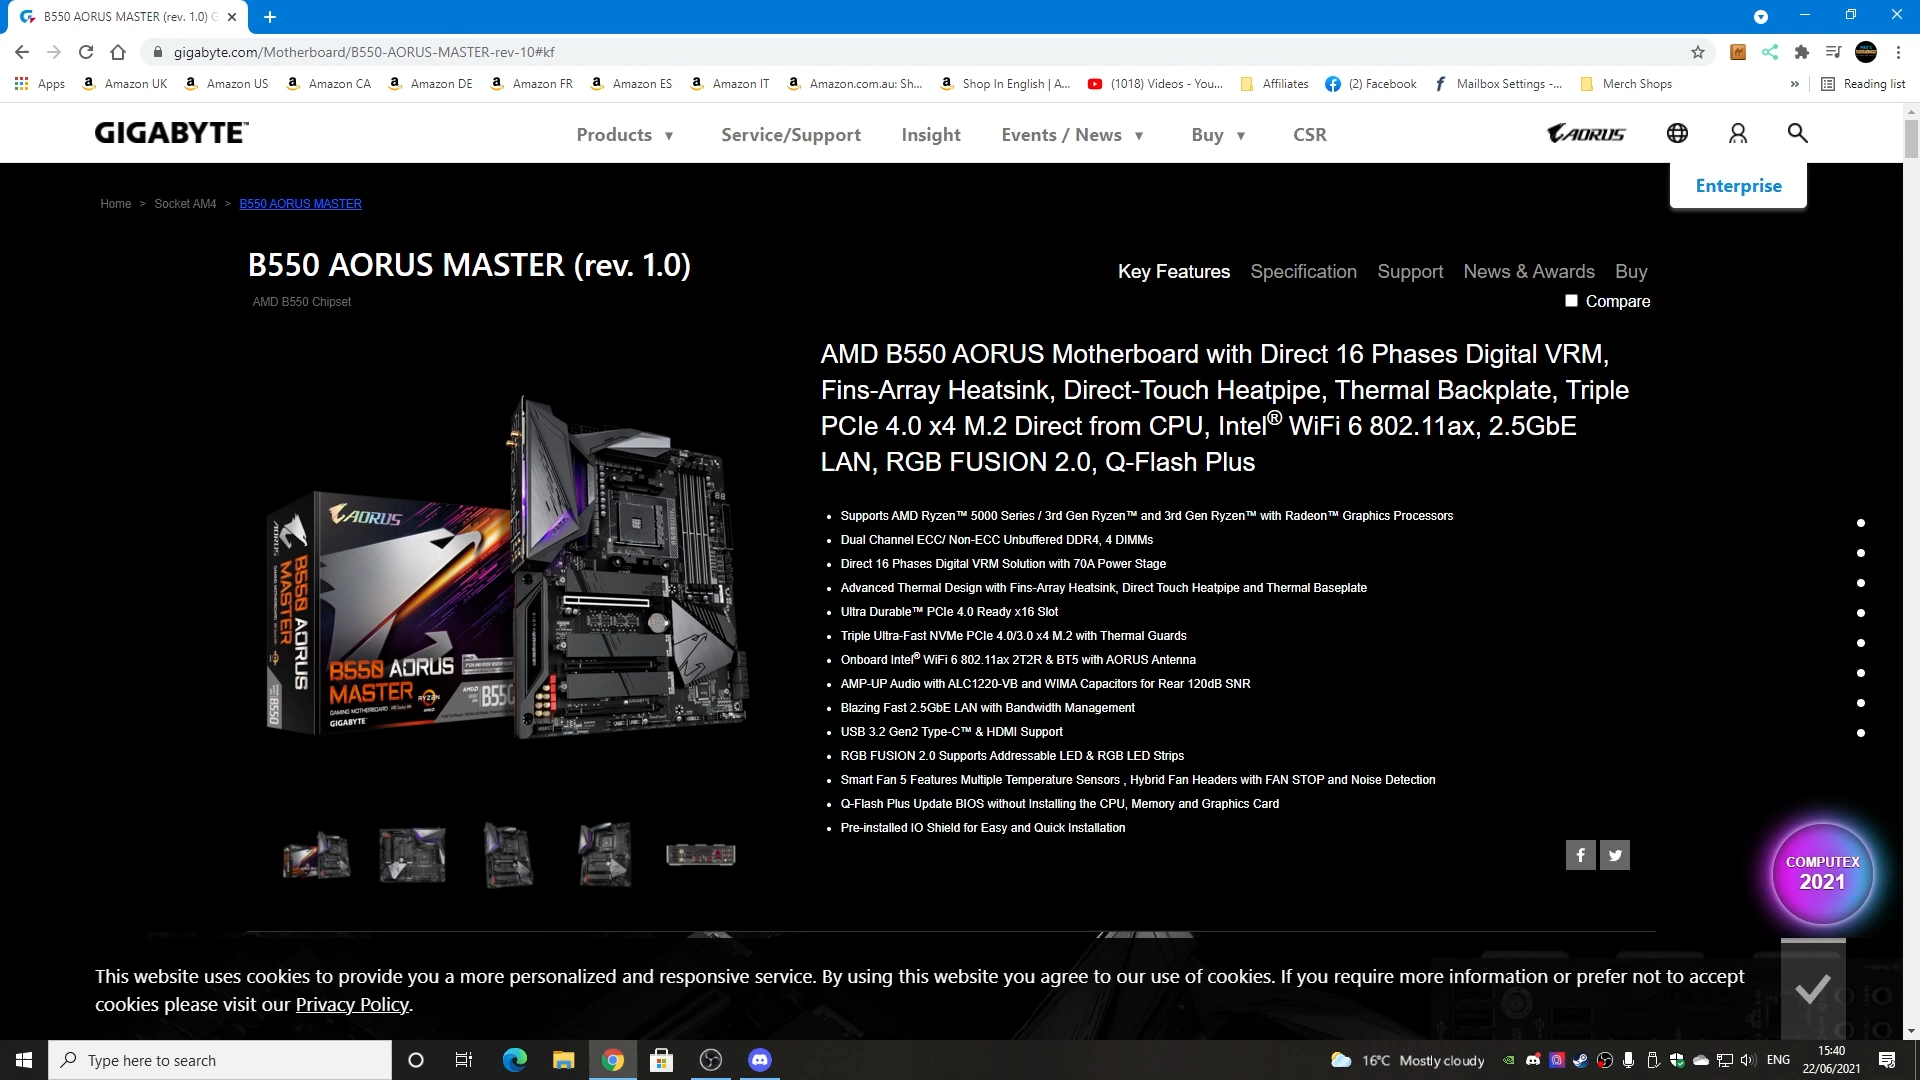 B550 AORUS MASTER (rev. 1.0) G
gigabyte.com/Motherboard/B550-AORUS-MASTER-rev-10#kf
Apps
Amazon UK
Amazon US
Amazon CA
Amazon DE
Amazon FR
Amazon ES
Amazon IT
Amazon.com.au: Sh...
Shop In English | A...
(1018) Videos - You...
Affiliates
(2) Facebook
Mailbox Settings -...
Merch Shops
»
Reading list
GIGABYTE™
Products ▼
Service/Support
Insight
Events / News ▼
Buy ▼
CSR
AORUS
Enterprise
Home > Socket AM4 > B550 AORUS MASTER
B550 AORUS MASTER (rev. 1.0)
AMD B550 Chipset
Key Features
Specification
Support
News & Awards
Buy
Compare
AMD B550 AORUS Motherboard with Direct 16 Phases Digital VRM,
Fins-Array Heatsink, Direct-Touch Heatpipe, Thermal Backplate, Triple
PCIe 4.0 x4 M.2 Direct from CPU, Intel® WiFi 6 802.11ax, 2.5GbE
LAN, RGB FUSION 2.0, Q-Flash Plus
• Supports AMD Ryzen™ 5000 Series / 3rd Gen Ryzen™ and 3rd Gen Ryzen™ with Radeon™ Graphics Processors
• Dual Channel ECC/ Non-ECC Unbuffered DDR4, 4 DIMMs
• Direct 16 Phases Digital VRM Solution with 70A Power Stage
• Advanced Thermal Design with Fins-Array Heatsink, Direct Touch Heatpipe and Thermal Baseplate
• Ultra Durable™ PCIe 4.0 Ready x16 Slot
• Triple Ultra-Fast NVMe PCIe 4.0/3.0 x4 M.2 with Thermal Guards
• Onboard Intel® WiFi 6 802.11ax 2T2R & BT5 with AORUS Antenna
• AMP-UP Audio with ALC1220-VB and WIMA Capacitors for Rear 120dB SNR
• Blazing Fast 2.5GbE LAN with Bandwidth Management
• USB 3.2 Gen2 Type-C™ & HDMI Support
• RGB FUSION 2.0 Supports Addressable LED & RGB LED Strips
• Smart Fan 5 Features Multiple Temperature Sensors , Hybrid Fan Headers with FAN STOP and Noise Detection
• Q-Flash Plus Update BIOS without Installing the CPU, Memory and Graphics Card
• Pre-installed IO Shield for Easy and Quick Installation
AORUS
AORUS
B550 AORUS
MASTER
B550 AORUS
MASTER
GAMING MOTHERBOARD
GIGABYTE™
RYZEN
AMD
B550
COMPUTEX
2021
This website uses cookies to provide you a more personalized and responsive service. By using this website you agree to our use of cookies. If you require more information or prefer not to accept
cookies please visit our Privacy Policy.
Type here to search
16°C Mostly cloudy
ENG
15:40
22/06/2021